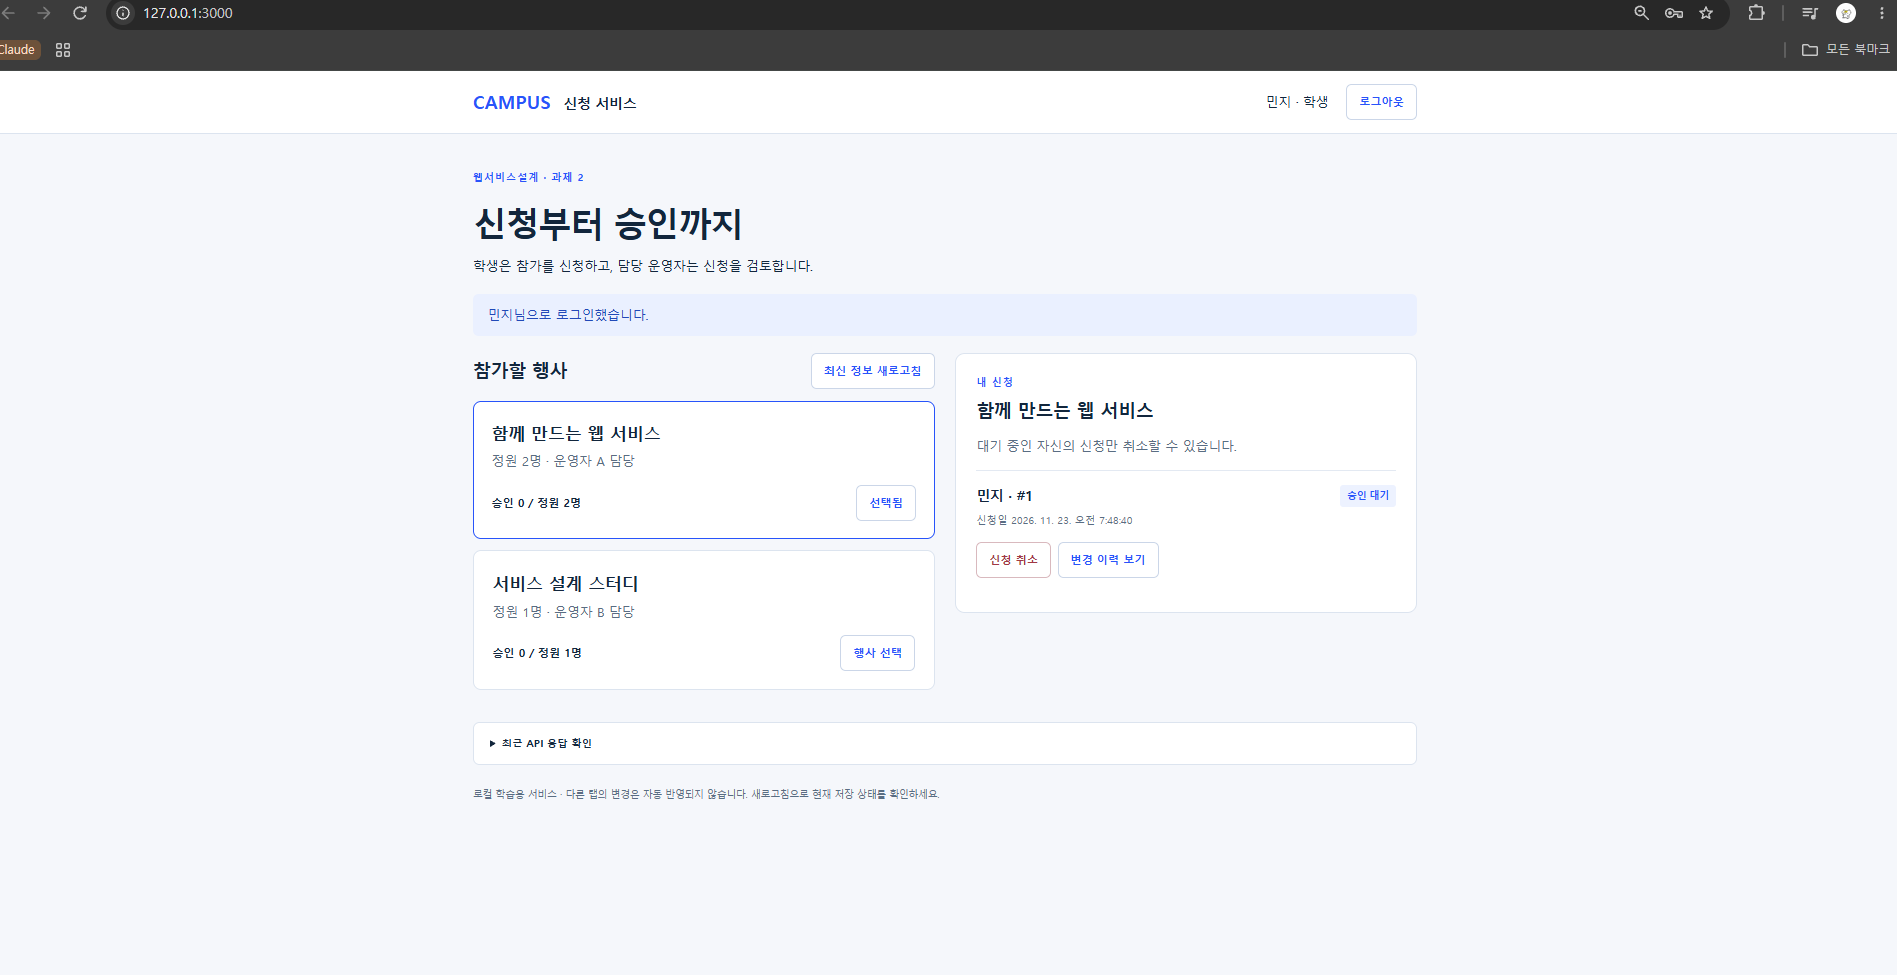 127.0.0.1:3000
Claude
모든 북마크
CAMPUS 신청 서비스
민지 · 학생
로그아웃
웹서비스설계 · 과제 2
신청부터 승인까지
학생은 참가를 신청하고, 담당 운영자는 신청을 검토합니다.
민지님으로 로그인했습니다.
참가할 행사
최신 정보 새로고침
함께 만드는 웹 서비스
정원 2명 · 운영자 A 담당
승인 0 / 정원 2명
선택됨
서비스 설계 스터디
정원 1명 · 운영자 B 담당
승인 0 / 정원 1명
행사 선택
내 신청
함께 만드는 웹 서비스
대기 중인 자신의 신청만 취소할 수 있습니다.
민지 · #1
승인 대기
신청일 2026. 11. 23. 오전 7:48:40
신청 취소
변경 이력 보기
최근 API 응답 확인
로컬 학습용 서비스 · 다른 탭의 변경은 자동 반영되지 않습니다. 새로고침으로 현재 저장 상태를 확인하세요.